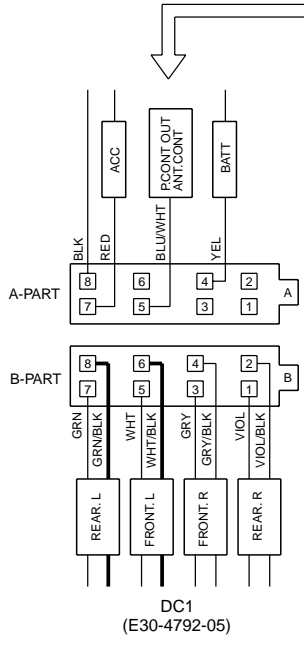 ACC
P.CONT OUT
ANT.CONT
BATT
BLK
RED
BLU/WHT
YEL
8 6 4 2
A-PART
A
7 5 3 1
8 6 4 2
B-PART
B
7 5 3 1
GRN
GRN/BLK
WHT
WHT/BLK
GRY
GRY/BLK
VIOL
VIOL/BLK
REAR. L
FRONT. L
FRONT. R
REAR. R
DC1
(E30-4792-05)